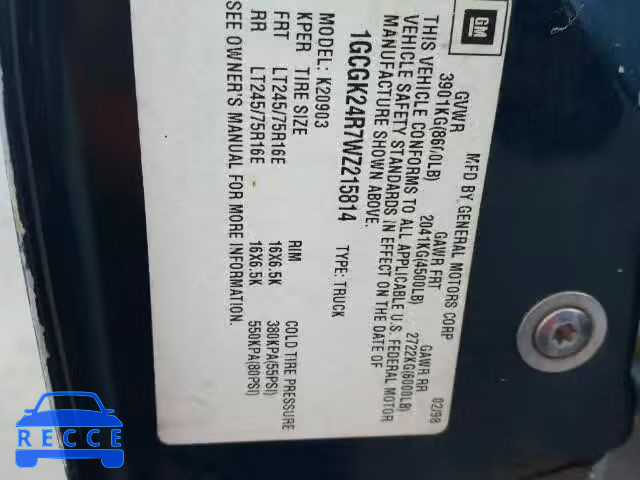 GM
MFD BY GENERAL MOTORS CORP 02/98
GVWR GAWR FRT GAWR RR
3901KG(8600LB) 2041KG(4500LB) 2722KG(6000LB)
THIS VEHICLE CONFORMS TO ALL APPLICABLE U.S. FEDERAL MOTOR
VEHICLE SAFETY STANDARDS IN EFFECT ON THE DATE OF
MANUFACTURE SHOWN ABOVE.
1GCGK24R7WZ215814 TYPE: TRUCK
MODEL: K20903
KPER TIRE SIZE RIM COLD TIRE PRESSURE
FRT LT245/75R16E 16X6.5K 380KPA(55PSI)
RR LT245/75R16E 16X6.5K 550KPA(80PSI)
SEE OWNER'S MANUAL FOR MORE INFORMATION.
RECCE